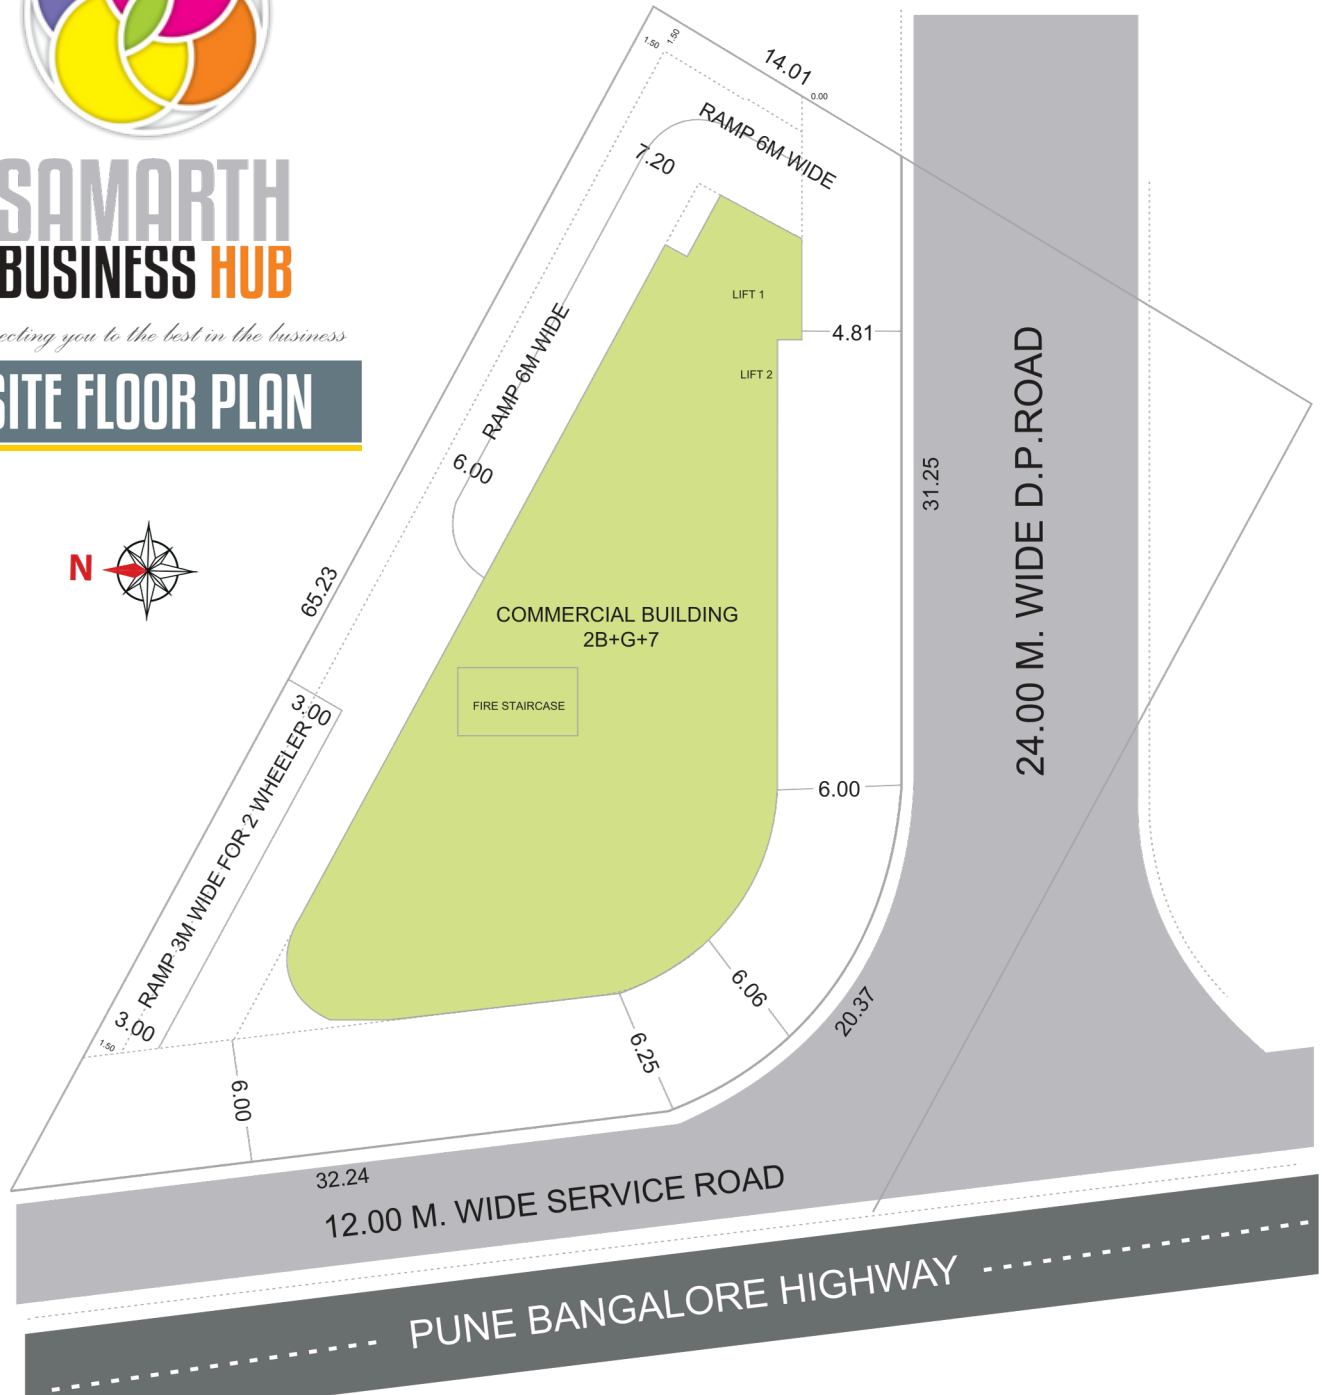 SAMARTH
BUSINESS HUB
ecting you to the best in the business
SITE FLOOR PLAN
N
1.50
1.50
14.01
0.00
RAMP 6M WIDE
7.20
LIFT 1
4.81
LIFT 2
RAMP 6M WIDE
6.00
31.25
24.00 M. WIDE D.P.ROAD
65.23
COMMERCIAL BUILDING
2B+G+7
FIRE STAIRCASE
3.00
RAMP 3M WIDE FOR 2 WHEELER
6.00
6.06
20.37
3.00
1.50
6.25
6.00
32.24
12.00 M. WIDE SERVICE ROAD
PUNE BANGALORE HIGHWAY